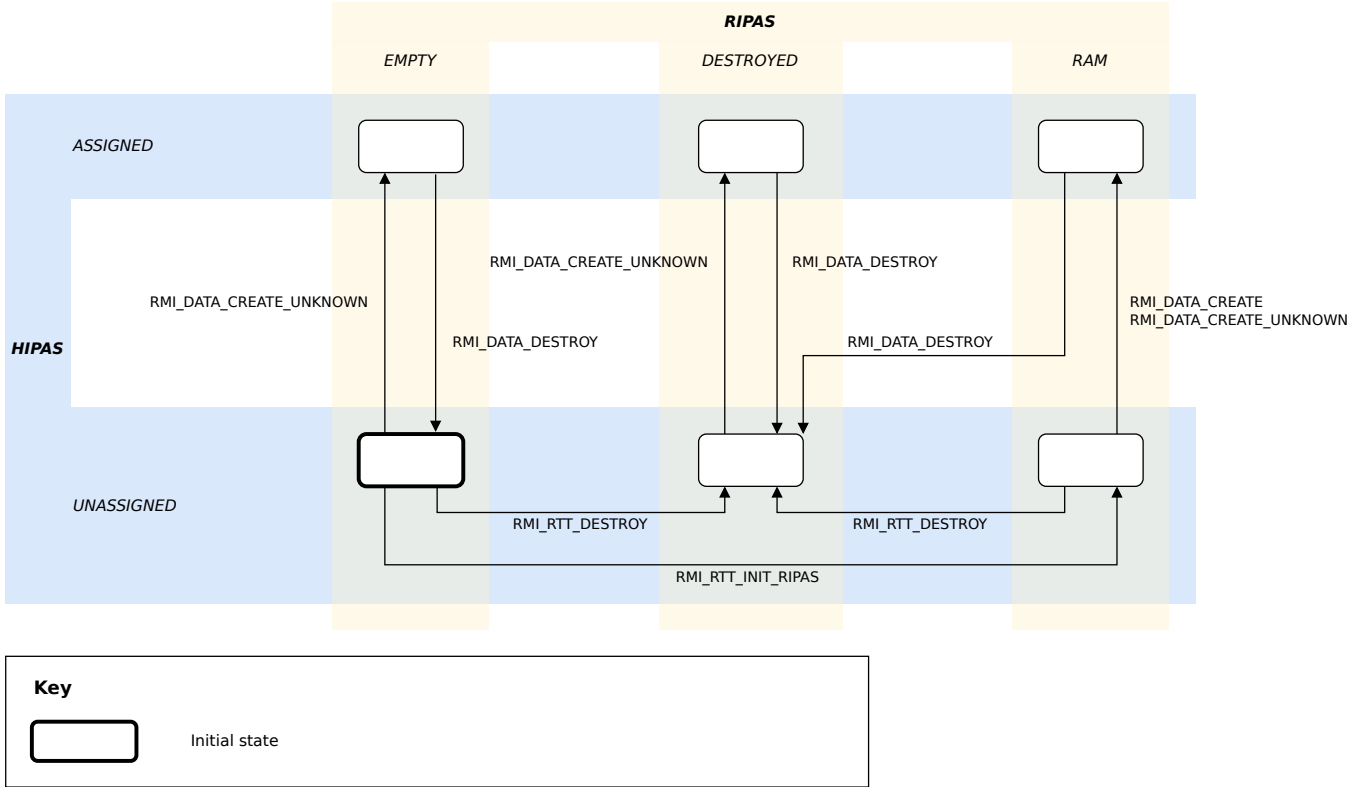 RIPAS
EMPTY
DESTROYED
RAM
ASSIGNED
RMI_DATA_CREATE_UNKNOWN
RMI_DATA_DESTROY
RMI_DATA_CREATE_UNKNOWN
RMI_DATA_CREATE
RMI_DATA_CREATE_UNKNOWN
HIPAS
RMI_DATA_DESTROY
RMI_DATA_DESTROY
UNASSIGNED
RMI_RTT_DESTROY
RMI_RTT_DESTROY
RMI_RTT_INIT_RIPAS
Key
Initial state